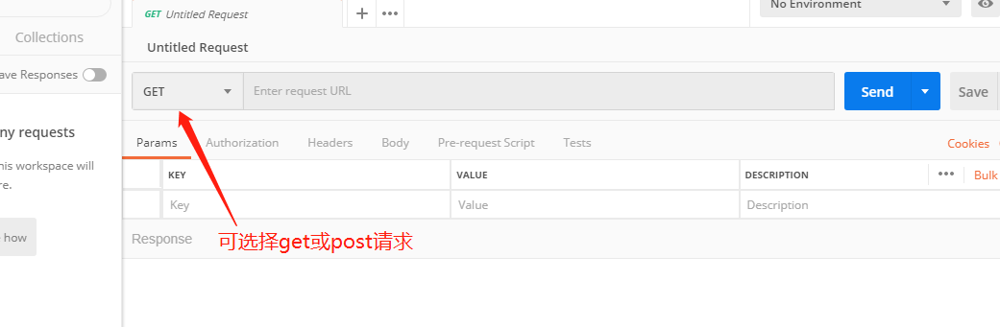 GET Untitled Request
No Environment
Collections
Untitled Request
ave Responses
GET
Enter request URL
Send
Save
ny requests
Params
Authorization
Headers
Body
Pre-request Script
Tests
Cookies
his workspace will
re.
KEY
VALUE
DESCRIPTION
Bulk
Key
Value
Description
how
Response
可选择get或post请求